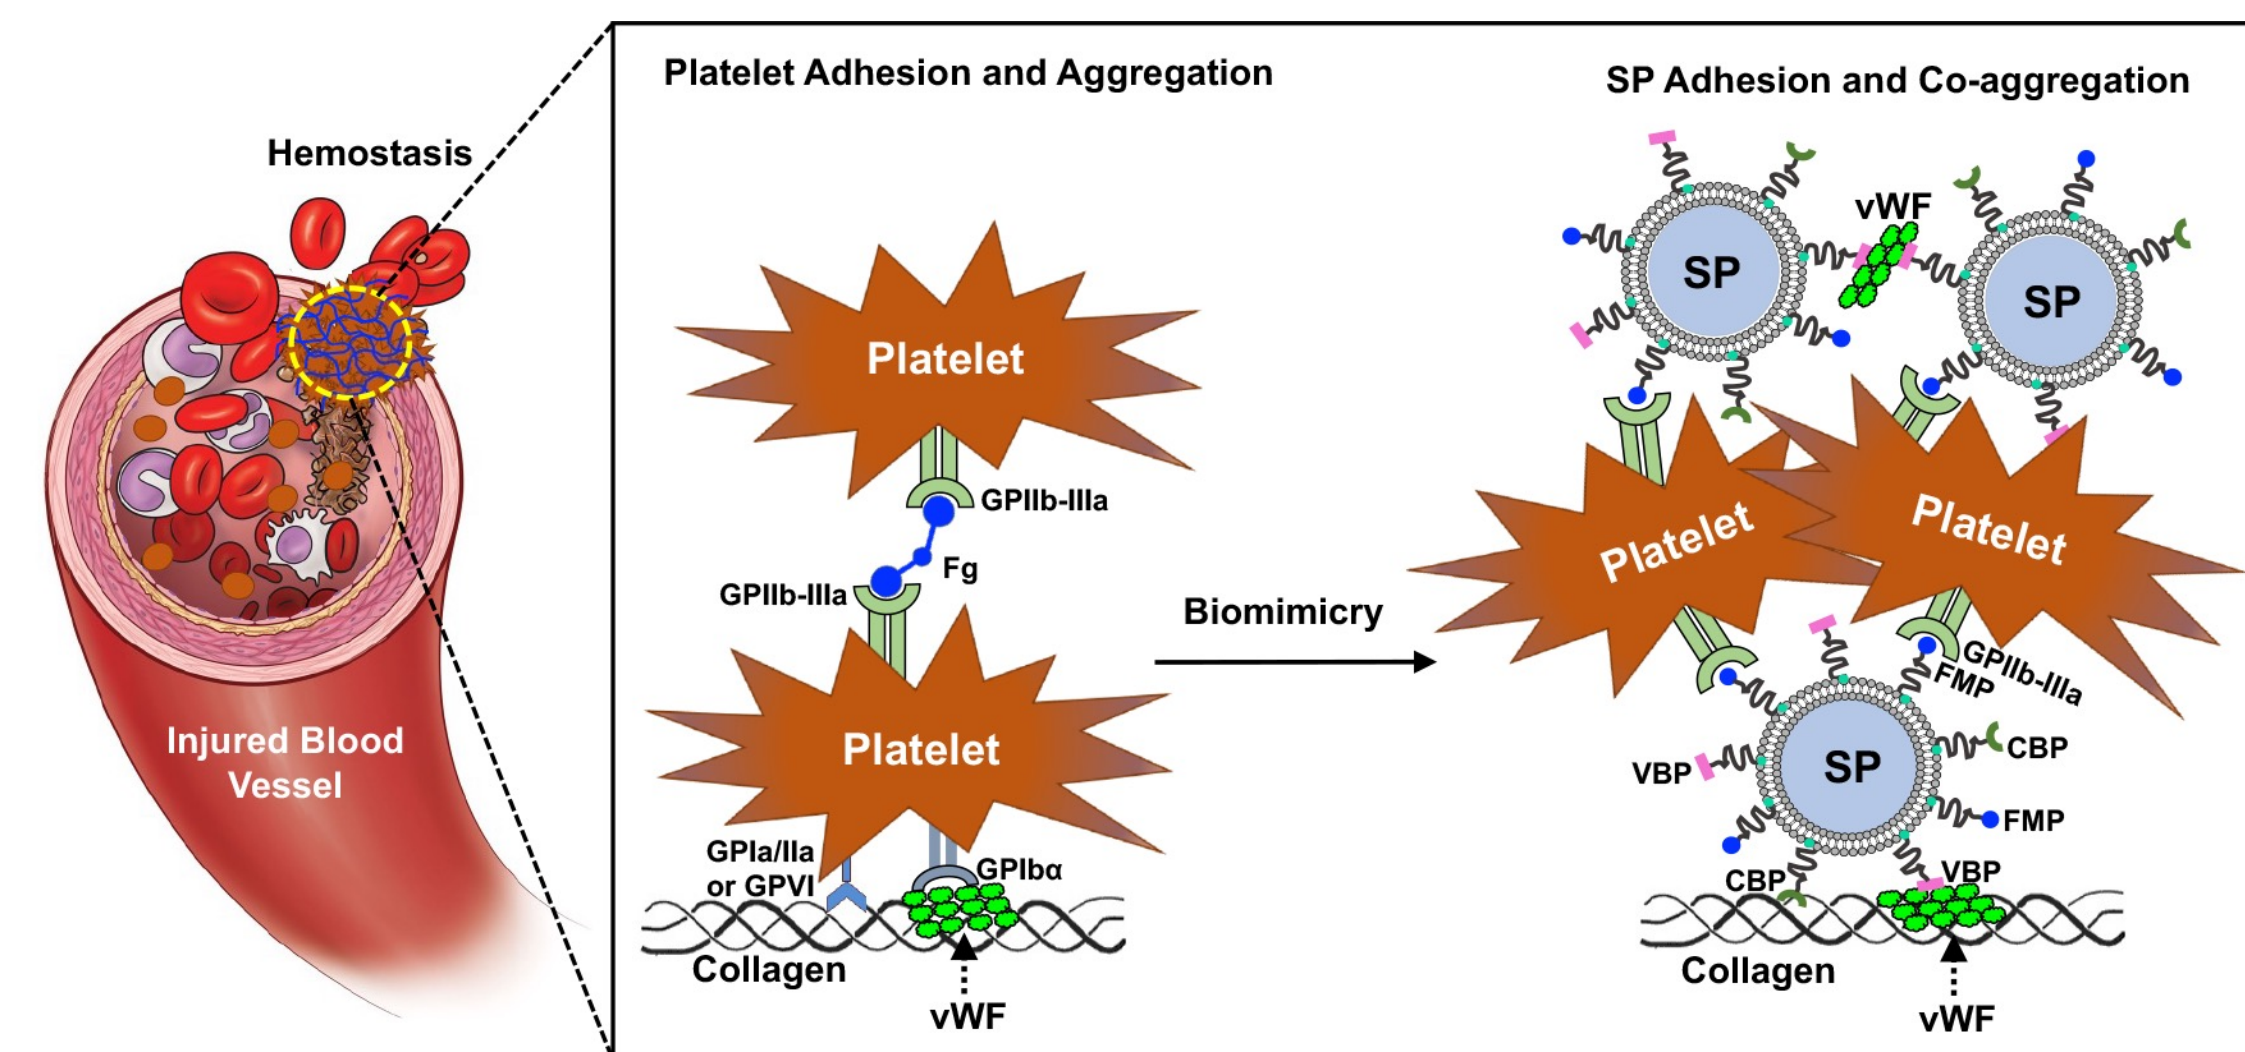 Platelet Adhesion and Aggregation
SP Adhesion and Co-aggregation
Hemostasis
Injured Blood
Vessel
Platelet
GPIIb-IIIa
Fg
GPIIb-IIIa
Platelet
GPIa/IIa
or GPVI
GPIbα
Collagen
vWF
Biomimicry
vWF
SP
SP
Platelet
Platelet
GPIIb-IIIa
FMP
SP
CBP
VBP
FMP
CBP
VBP
Collagen
vWF